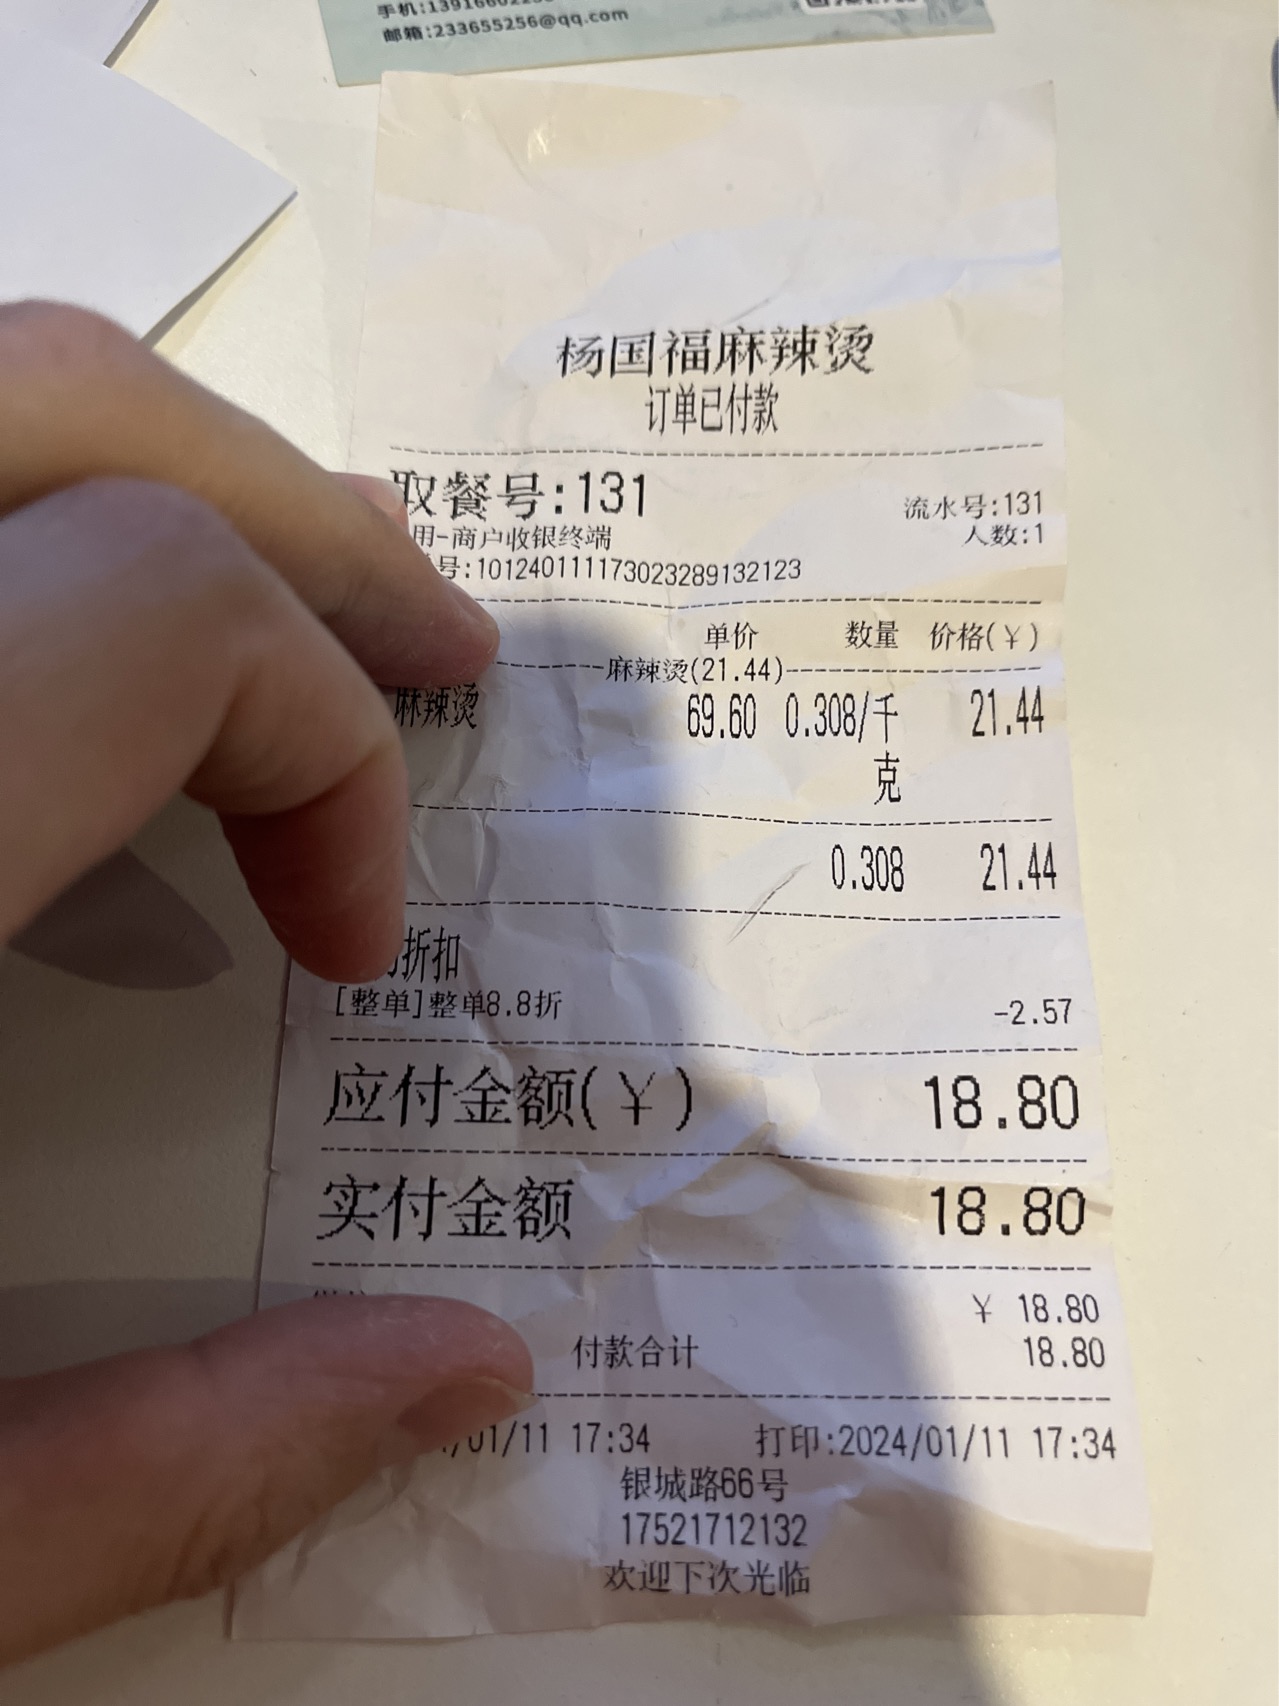 邮箱:233655256@qq.com
杨国福麻辣烫
订单已付款
取餐号:131
流水号:131
用-商户收银终端
人数:1
号:101240111173023289132123
单价 数量 价格(¥)
麻辣烫(21.44)
麻辣烫 69.60 0.308/千克 21.44
0.308 21.44
折扣
[整单]整单8.8折 -2.57
应付金额(¥) 18.80
实付金额 18.80
¥ 18.80
付款合计 18.80
/01/11 17:34 打印:2024/01/11 17:34
银城路66号
17521712132
欢迎下次光临